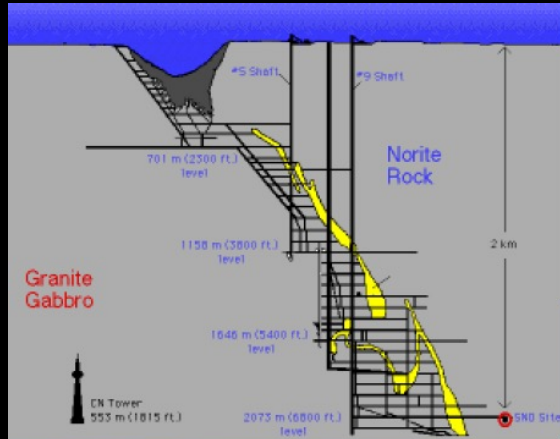 #5 Shaft
#9 Shaft
701 m (2300 ft.)
level
Norite
Rock
1158 m (3800 ft.)
level
2 km
Granite
Gabbro
1646 m (5400 ft.)
level
CN Tower
553 m (1815 ft.)
2073 m (6800 ft.)
level
SNO Site